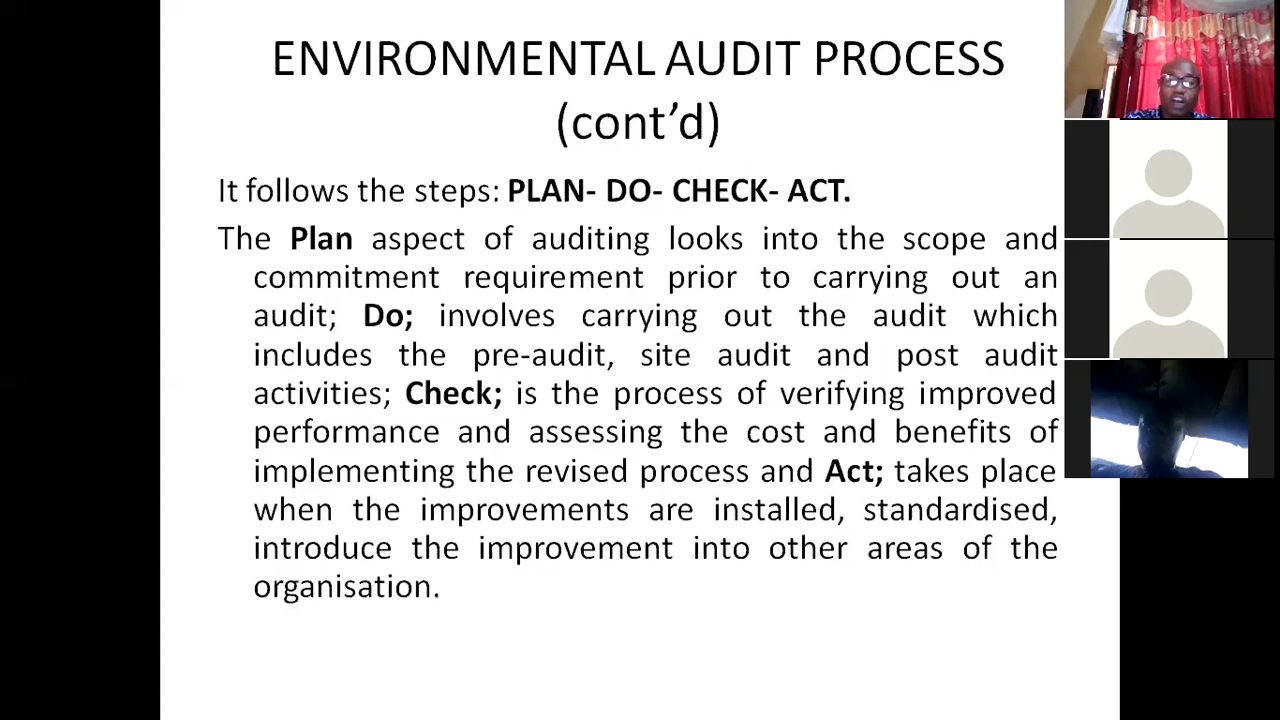 ENVIRONMENTAL AUDIT PROCESS
(cont’d)
It follows the steps: PLAN- DO- CHECK- ACT.
The Plan aspect of auditing looks into the scope and
commitment requirement prior to carrying out an
audit; Do; involves carrying out the audit which
includes the pre-audit, site audit and post audit
activities; Check; is the process of verifying improved
performance and assessing the cost and benefits of
implementing the revised process and Act; takes place
when the improvements are installed, standardised,
introduce the improvement into other areas of the
organisation.